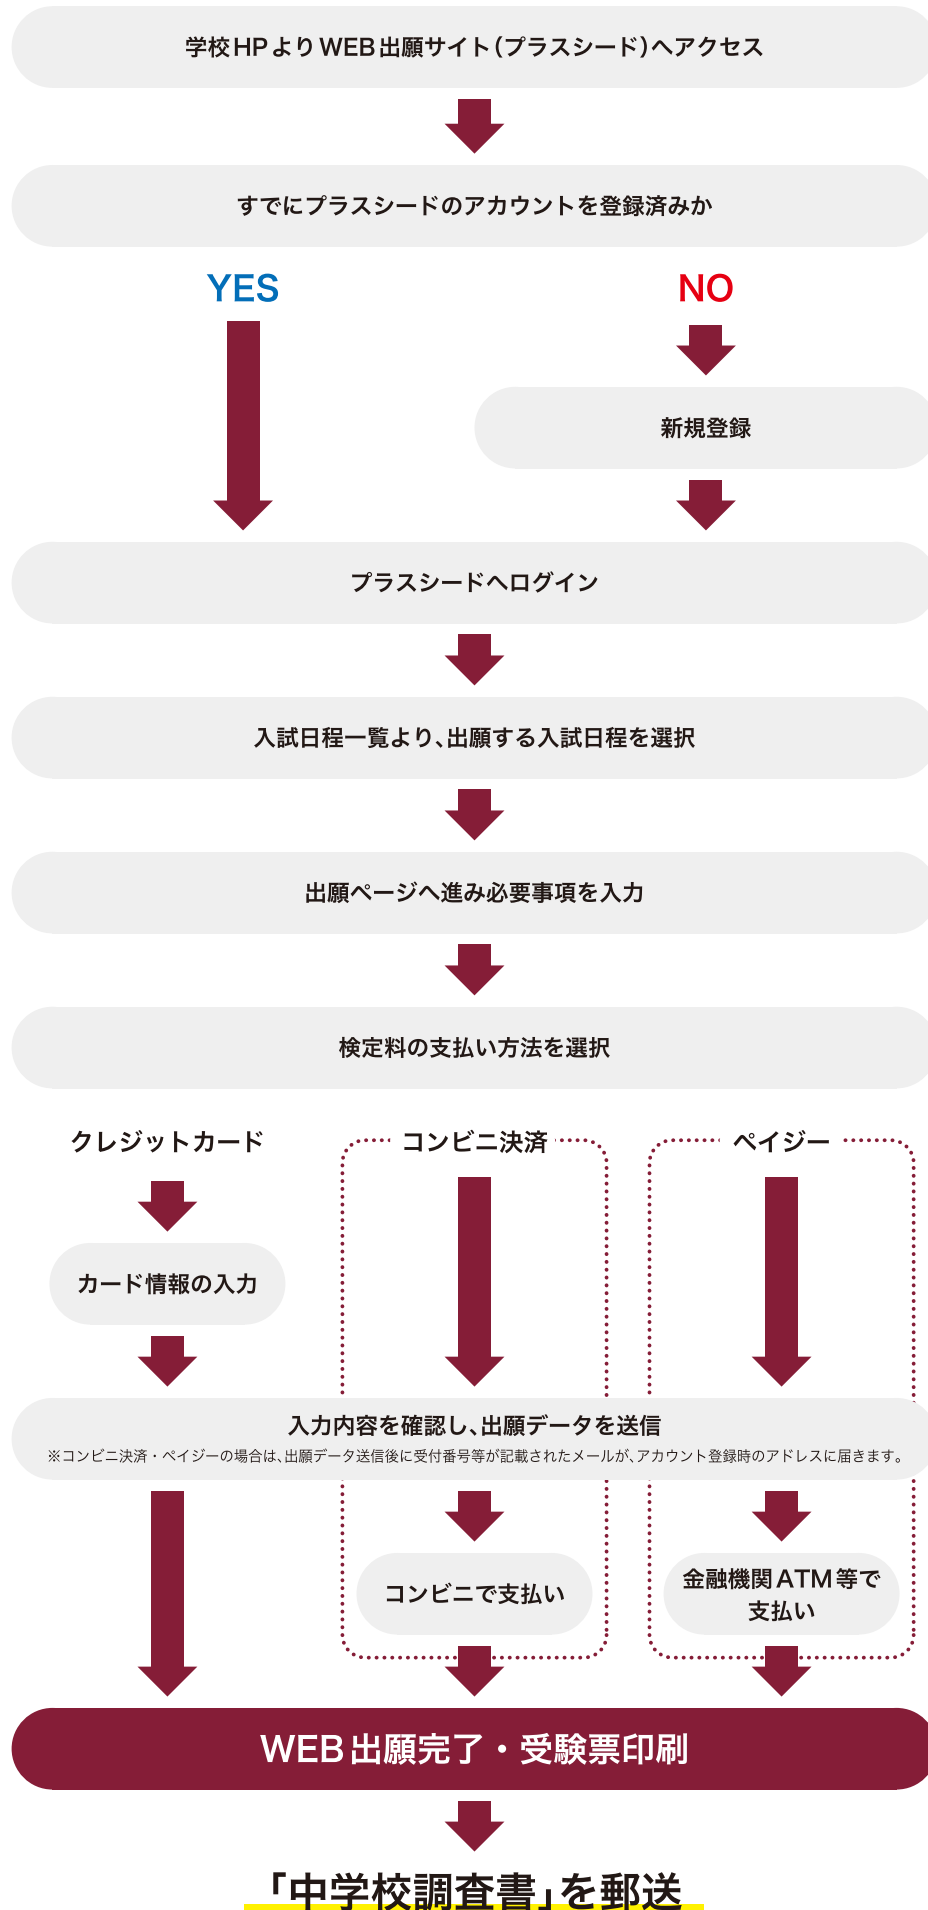 学校HPよりWEB出願サイト(プラスシード)へアクセス
すでにプラスシードのアカウントを登録済みか
YES
NO
新規登録
プラスシードへログイン
入試日程一覧より、出願する入試日程を選択
出願ページへ進み必要事項を入力
検定料の支払い方法を選択
クレジットカード
コンビニ決済
ペイジー
カード情報の入力
入力内容を確認し、出願データを送信
※コンビニ決済・ペイジーの場合は、出願データ送信後に受付番号等が記載されたメールが、アカウント登録時のアドレスに届きます。
コンビニで支払い
金融機関ATM等で
支払い
WEB出願完了・受験票印刷
「中学校調査書」を郵送